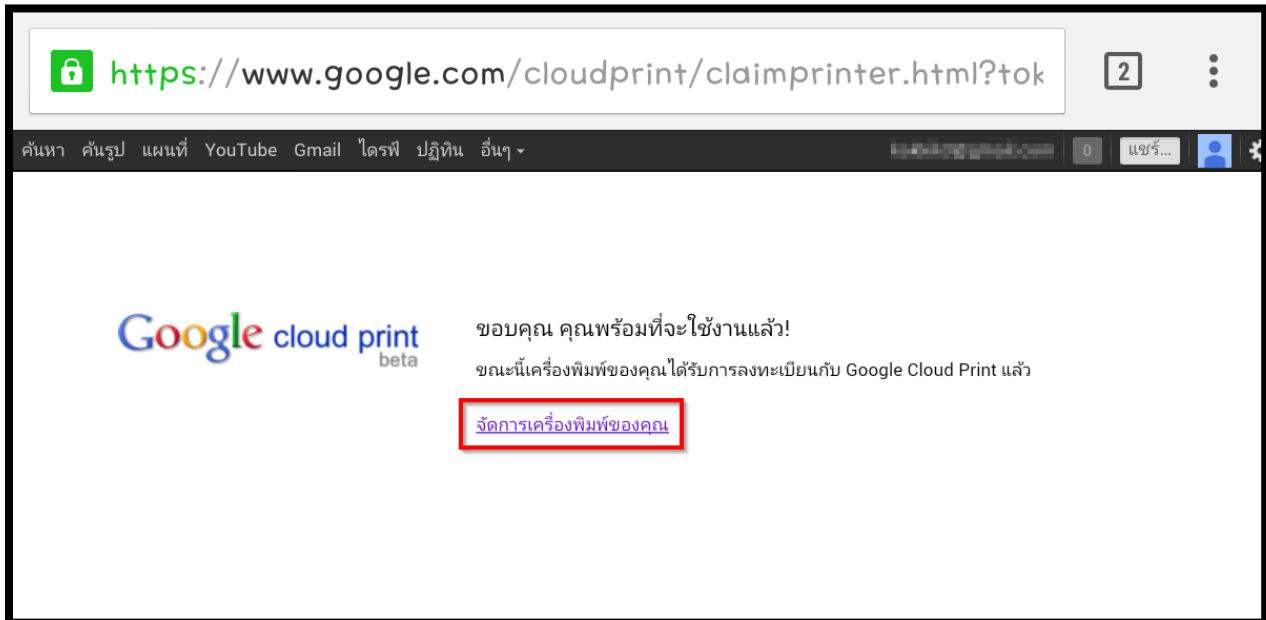 https://www.google.com/cloudprint/claimprinter.html?tok 2
ค้นหา ค้นรูป แผนที่ YouTube Gmail ไดรฟ์ ปฏิทิน อื่นๆ 0 แชร์...
Google cloud print
beta
ขอบคุณ คุณพร้อมที่จะใช้งานแล้ว!
ขณะนี้เครื่องพิมพ์ของคุณได้รับการลงทะเบียนกับ Google Cloud Print แล้ว
จัดการเครื่องพิมพ์ของคุณ